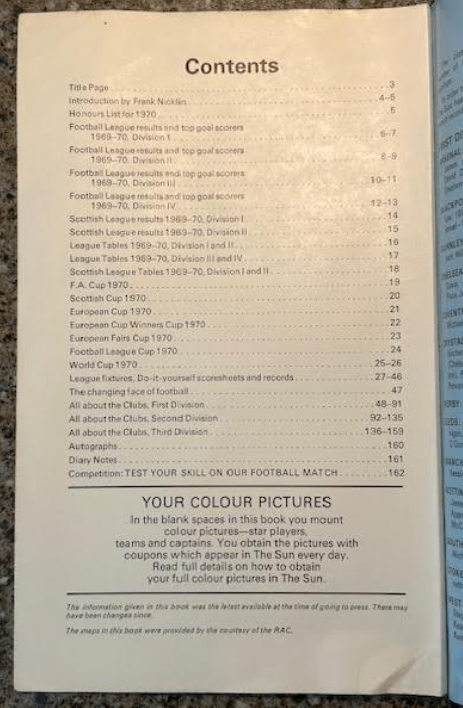 Contents
Title Page 3
Introduction by Frank Nicklin 4–5
Honours List for 1970 5
Football League results and top goal scorers
1969–70, Division I 6–7
Football League results and top goal scorers
1969–70. Division II 8–9
Football League results and top goal scorers
1969–70, Division III 10–11
Football League results and top goal scorers
1969–70, Division IV 12–13
Scottish League results 1969–70, Division I 14
Scottish League results 1969–70, Division II 15
League Tables 1969–70, Division I and II 16
League Tables 1969–70, Division III and IV 17
Scottish League Tables 1969–70, Division I and II 18
F.A. Cup 1970 19
Scottish Cup 1970 20
European Cup 1970 21
European Cup Winners Cup 1970 22
European Fairs Cup 1970 23
Football League Cup 1970 24
World Cup 1970 25–26
League fixtures, Do-it-yourself scoresheets and records 27–46
The changing face of football 47
All about the Clubs, First Division 48–91
All about the Clubs, Second Division 92–135
All about the Clubs, Third Division 136–159
Autographs 160
Diary Notes 161
Competition: TEST YOUR SKILL ON OUR FOOTBALL MATCH 162
YOUR COLOUR PICTURES
In the blank spaces in this book you mount
colour pictures—star players,
teams and captains. You obtain the pictures with
coupons which appear in The Sun every day.
Read full details on how to obtain
your full colour pictures in The Sun.
The information given in this book was the latest available at the time of going to press. There may
have been changes since.
The maps in this book were provided by the courtesy of the RAC.